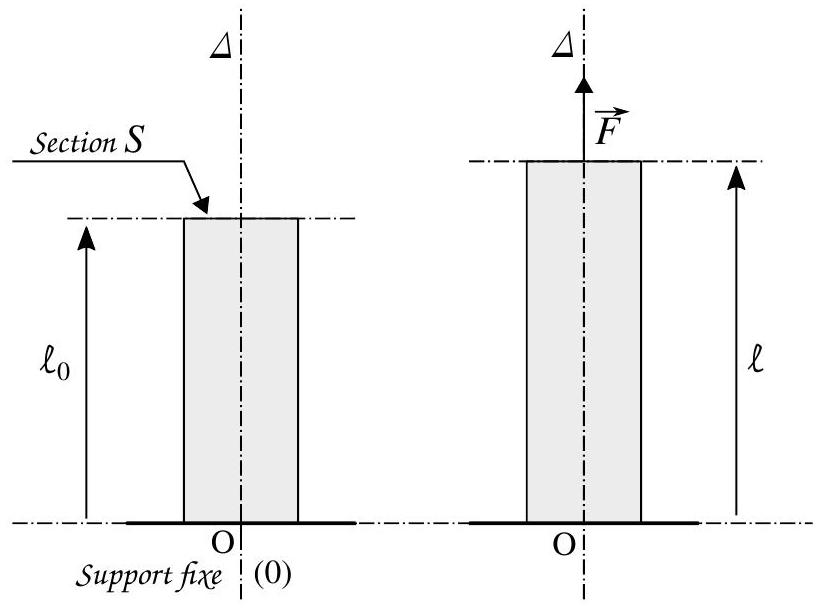 Δ
Δ
F
Section S
ℓ₀
ℓ
O
O
Support fixe (0)